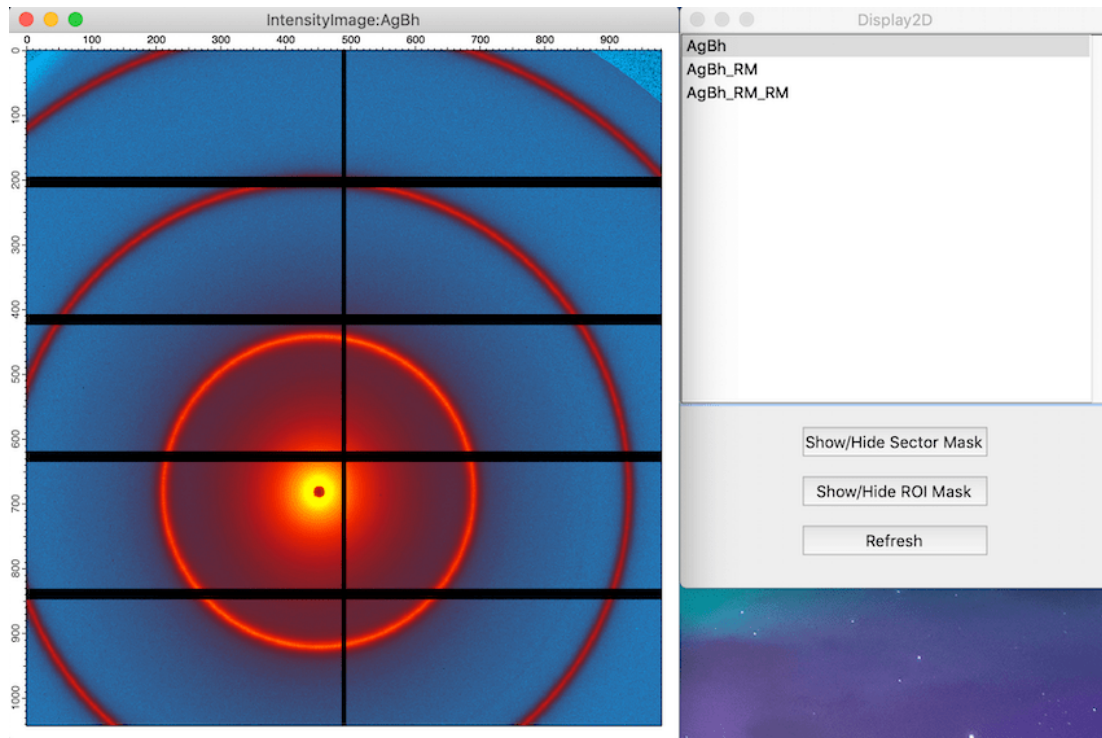 IntensityImage:AgBh
0 100 200 300 400 500 600 700 800 900
0
100
200
300
400
500
600
700
800
900
1000
Display2D
AgBh
AgBh_RM
AgBh_RM_RM
Show/Hide Sector Mask
Show/Hide ROI Mask
Refresh